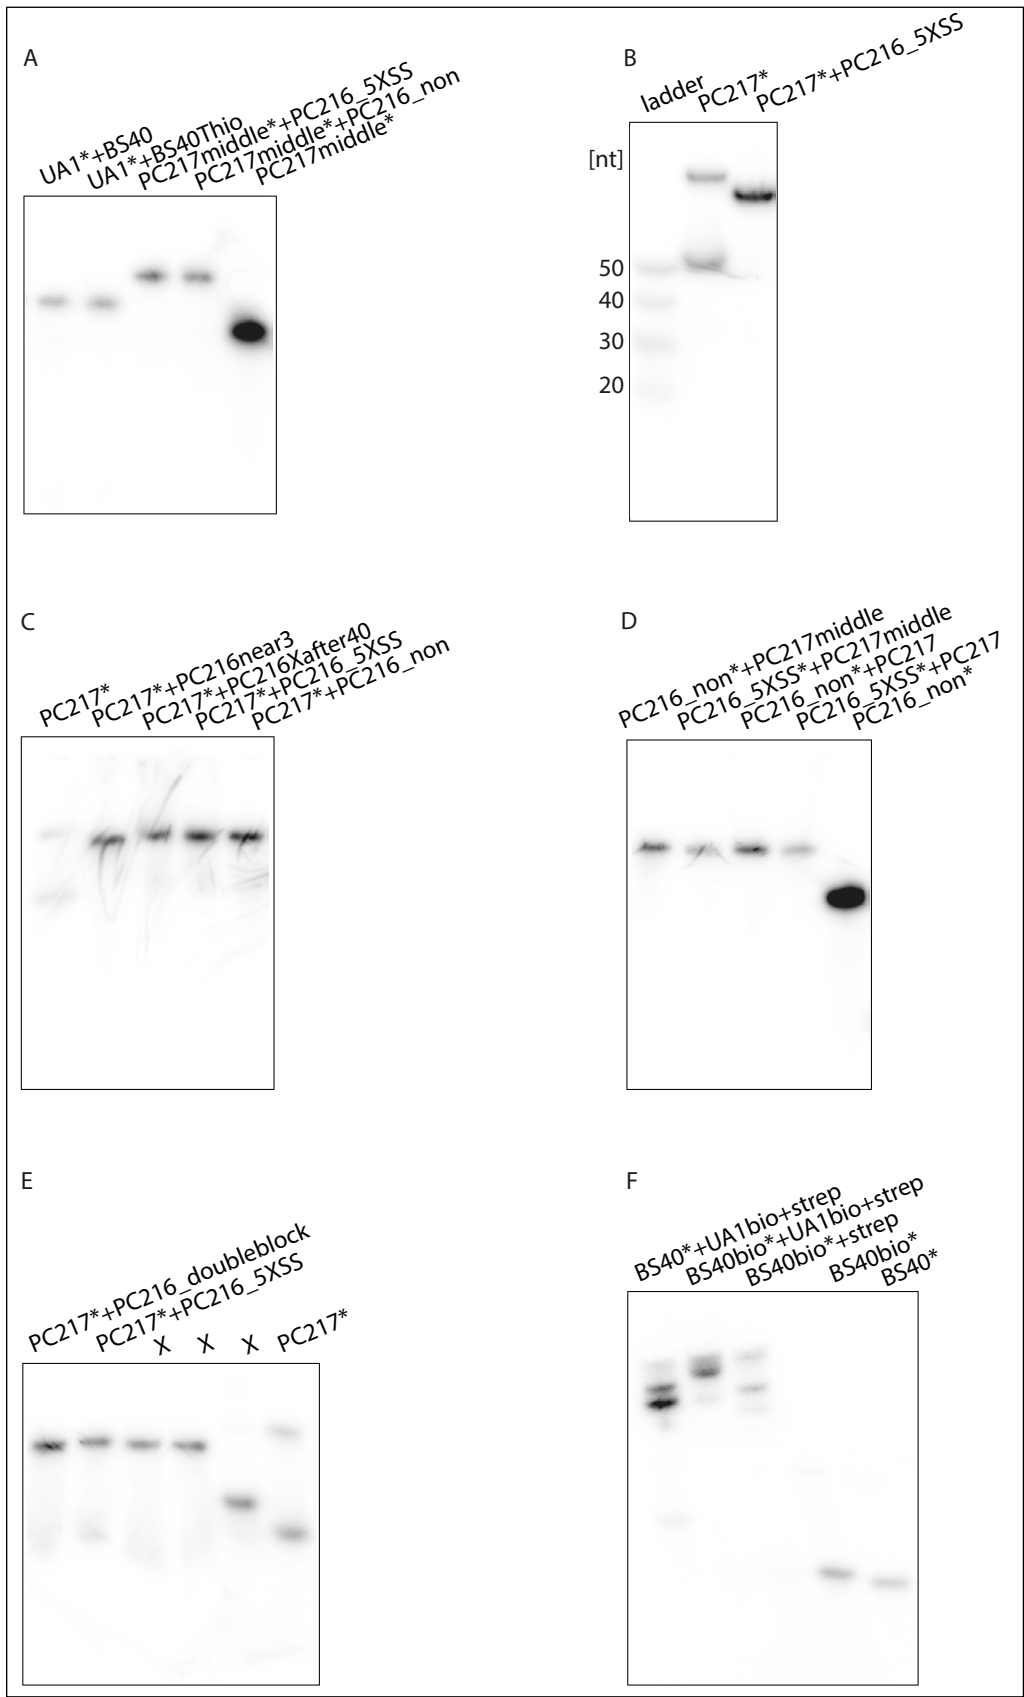 A
UA1*+BS40
UA1*+BS40Thio
PC217middle*+PC216_5XSS
PC217middle*+PC216_non
PC217middle*
B
ladder
PC217*
PC217*+PC216_5XSS
[nt]
50
40
30
20
C
PC217*
PC217*+PC216near3
PC217*+PC216Xafter40
PC217*+PC216_5XSS
PC217*+PC216_non
D
PC216_non*+PC217middle
PC216_5XSS*+PC217middle
PC216_non*+PC217
PC216_5XSS*+PC217
PC216_non*
E
PC217*+PC216_doubleblock
PC217*+PC216_5XSS
X
X
X
PC217*
F
BS40*+UA1bio+strep
BS40bio*+UA1bio+strep
BS40bio*+strep
BS40bio*
BS40*